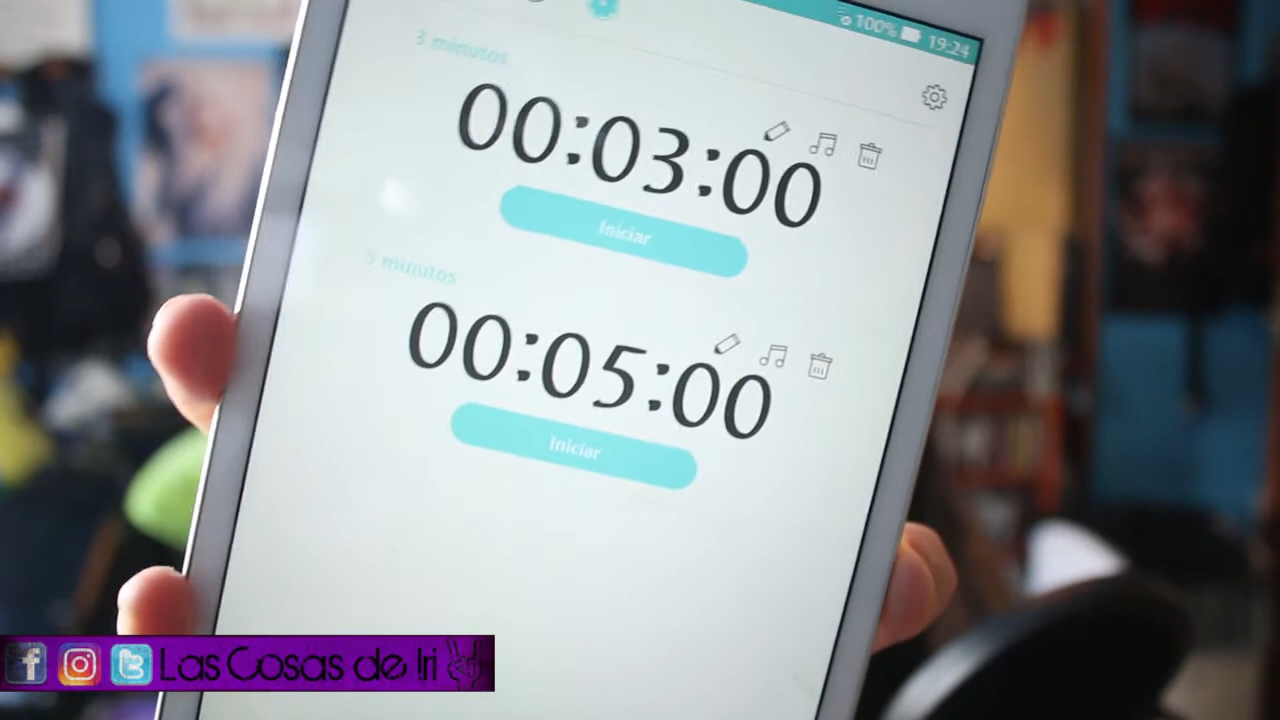 100% 19:24
3 minutos
00:03:00
Iniciar
5 minutos
00:05:00
Iniciar
Las Cosas de Iri